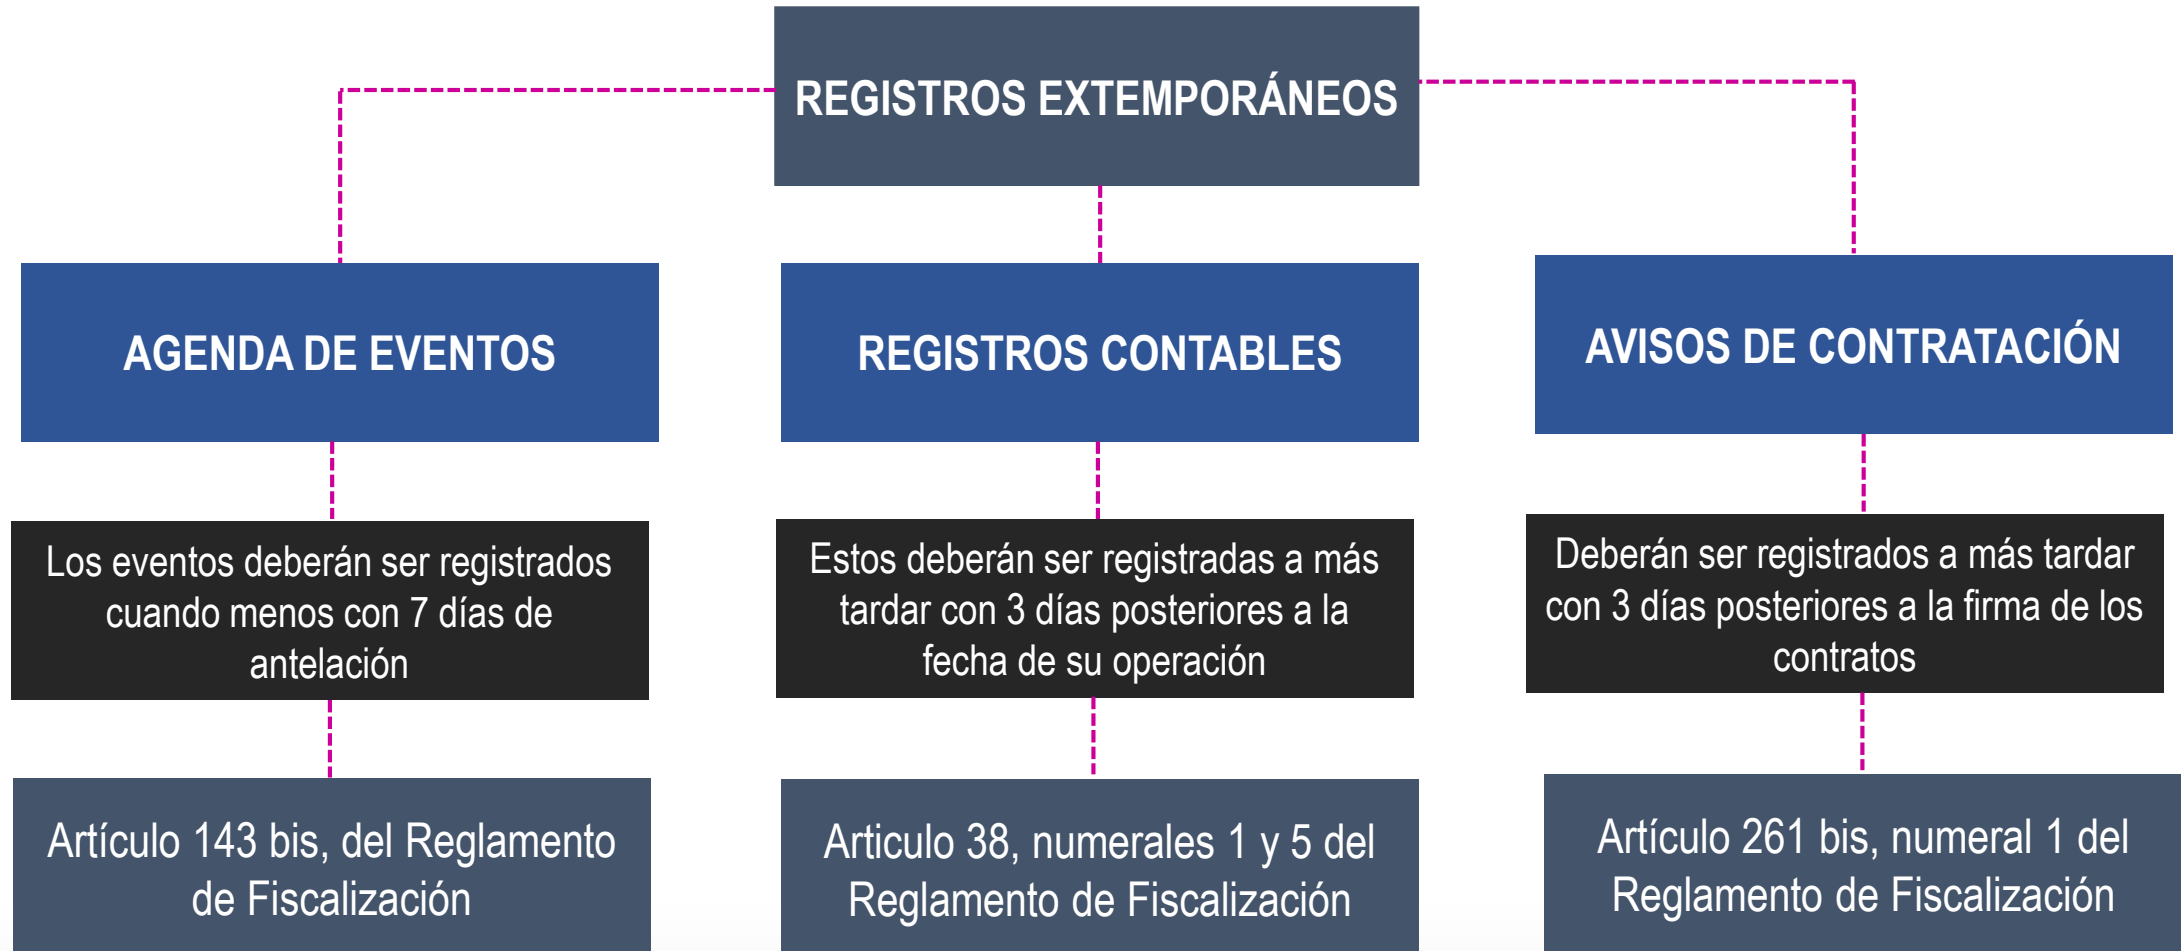 REGISTROS EXTEMPORÁNEOS
AGENDA DE EVENTOS
REGISTROS CONTABLES
AVISOS DE CONTRATACIÓN
Los eventos deberán ser registrados
cuando menos con 7 días de
antelación
Estos deberán ser registradas a más
tardar con 3 días posteriores a la
fecha de su operación
Deberán ser registrados a más tardar
con 3 días posteriores a la firma de los
contratos
Artículo 143 bis, del Reglamento
de Fiscalización
Articulo 38, numerales 1 y 5 del
Reglamento de Fiscalización
Artículo 261 bis, numeral 1 del
Reglamento de Fiscalización